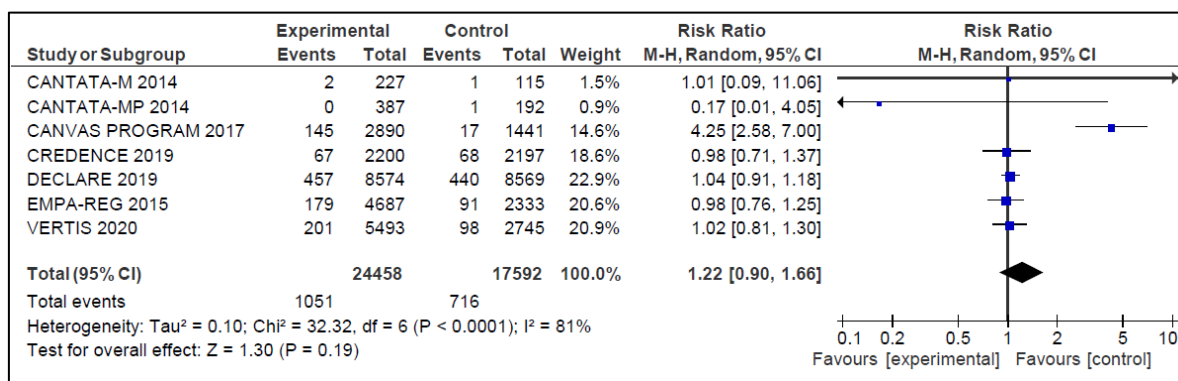 Experimental Control Risk Ratio Risk Ratio
Study or Subgroup Events Total Events Total Weight M-H, Random, 95% CI M-H, Random, 95% CI
CANTATA-M 2014 2 227 1 115 1.5% 1.01 [0.09, 11.06]
CANTATA-MP 2014 0 387 1 192 0.9% 0.17 [0.01, 4.05]
CANVAS PROGRAM 2017 145 2890 17 1441 14.6% 4.25 [2.58, 7.00]
CREDENCE 2019 67 2200 68 2197 18.6% 0.98 [0.71, 1.37]
DECLARE 2019 457 8574 440 8569 22.9% 1.04 [0.91, 1.18]
EMPA-REG 2015 179 4687 91 2333 20.6% 0.98 [0.76, 1.25]
VERTIS 2020 201 5493 98 2745 20.9% 1.02 [0.81, 1.30]
Total (95% CI) 24458 17592 100.0% 1.22 [0.90, 1.66]
Total events 1051 716
Heterogeneity: Tau² = 0.10; Chi² = 32.32, df = 6 (P < 0.0001); I² = 81%
Test for overall effect: Z = 1.30 (P = 0.19)
0.1 0.2 0.5 1 2 5 10
Favours [experimental] Favours [control]